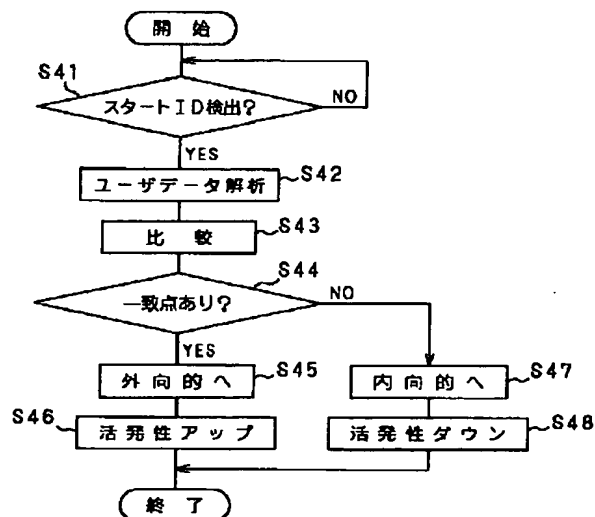 開始
S41
スタートID検出?
NO
YES
ユーザデータ解析
S42
比較
S43
S44
一致点あり?
NO
YES
外向的へ
S45
内向的へ
S47
S46
活発性アップ
活発性ダウン
S48
終了